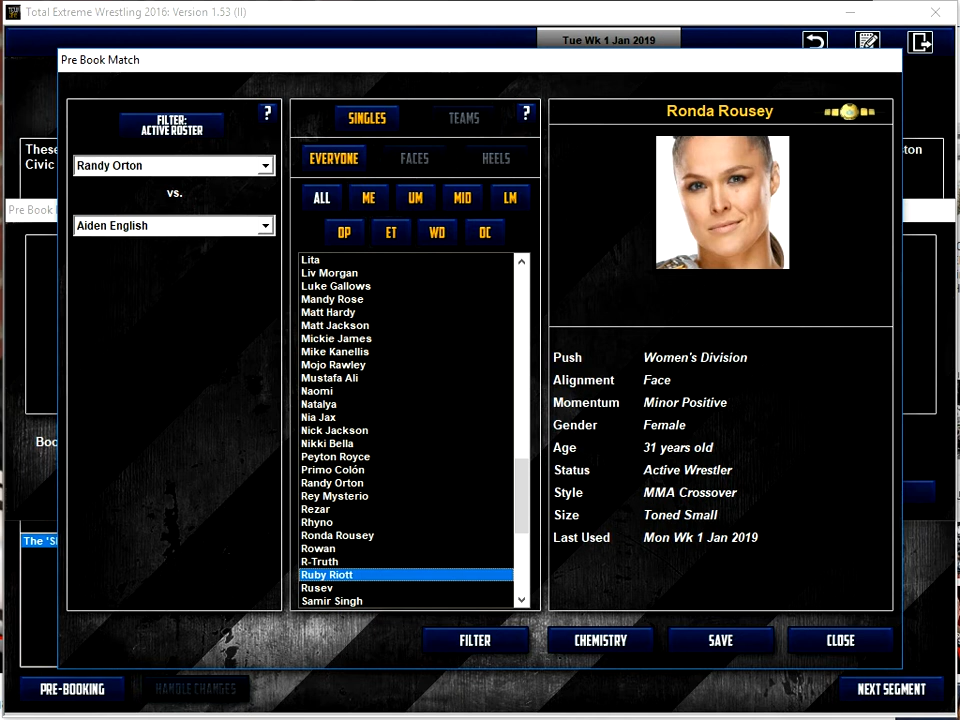 Total Extreme Wrestling 2016: Version 1.53 (II)
Tue Wk 1 Jan 2019
Pre Book Match
These
Civic
ston
Pre Book
Boo
The 'S
FILTER:
ACTIVE ROSTER
?
Randy Orton
vs.
Aiden English
SINGLES
TEAMS
?
EVERYONE
FACES
HEELS
ALL
ME
UM
MID
LM
OP
ET
WD
OC
Lita
Liv Morgan
Luke Gallows
Mandy Rose
Matt Hardy
Matt Jackson
Mickie James
Mike Kanellis
Mojo Rawley
Mustafa Ali
Naomi
Natalya
Nia Jax
Nick Jackson
Nikki Bella
Peyton Royce
Primo Colón
Randy Orton
Rey Mysterio
Rezar
Rhyno
Ronda Rousey
Rowan
R-Truth
Ruby Riott
Rusev
Samir Singh
Ronda Rousey
Push Women's Division
Alignment Face
Momentum Minor Positive
Gender Female
Age 31 years old
Status Active Wrestler
Style MMA Crossover
Size Toned Small
Last Used Mon Wk 1 Jan 2019
FILTER
CHEMISTRY
SAVE
CLOSE
PRE-BOOKING
HANDLE CHANGES
NEXT SEGMENT